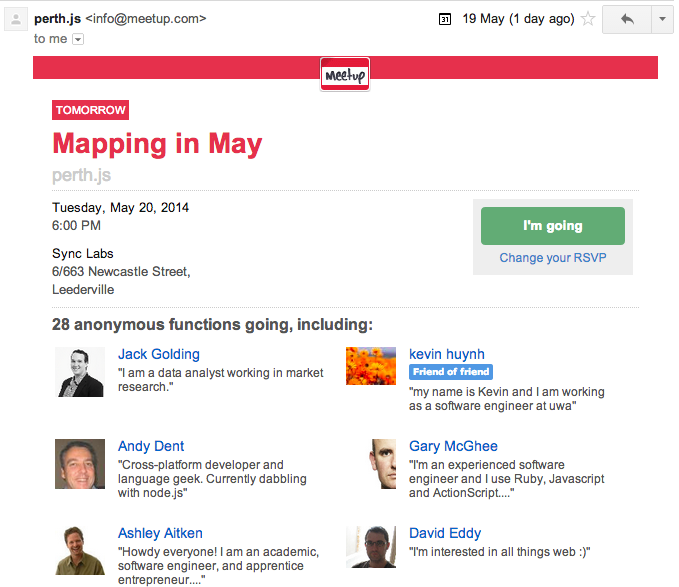 perth.js <info@meetup.com>
31 19 May (1 day ago)
to me
Meetup
TOMORROW
Mapping in May
perth.js
Tuesday, May 20, 2014
6:00 PM
I'm going
Change your RSVP
Sync Labs
6/663 Newcastle Street,
Leederville
28 anonymous functions going, including:
Jack Golding
"I am a data analyst working in market
research."
kevin huynh
Friend of friend
"my name is Kevin and I am working
as a software engineer at uwa"
Andy Dent
"Cross-platform developer and
language geek. Currently dabbling
with node.js"
Gary McGhee
"I'm an experienced software
engineer and I use Ruby, Javascript
and ActionScript...."
Ashley Aitken
"Howdy everyone! I am an academic,
software engineer, and apprentice
entrepreneur...."
David Eddy
"I'm interested in all things web :)"